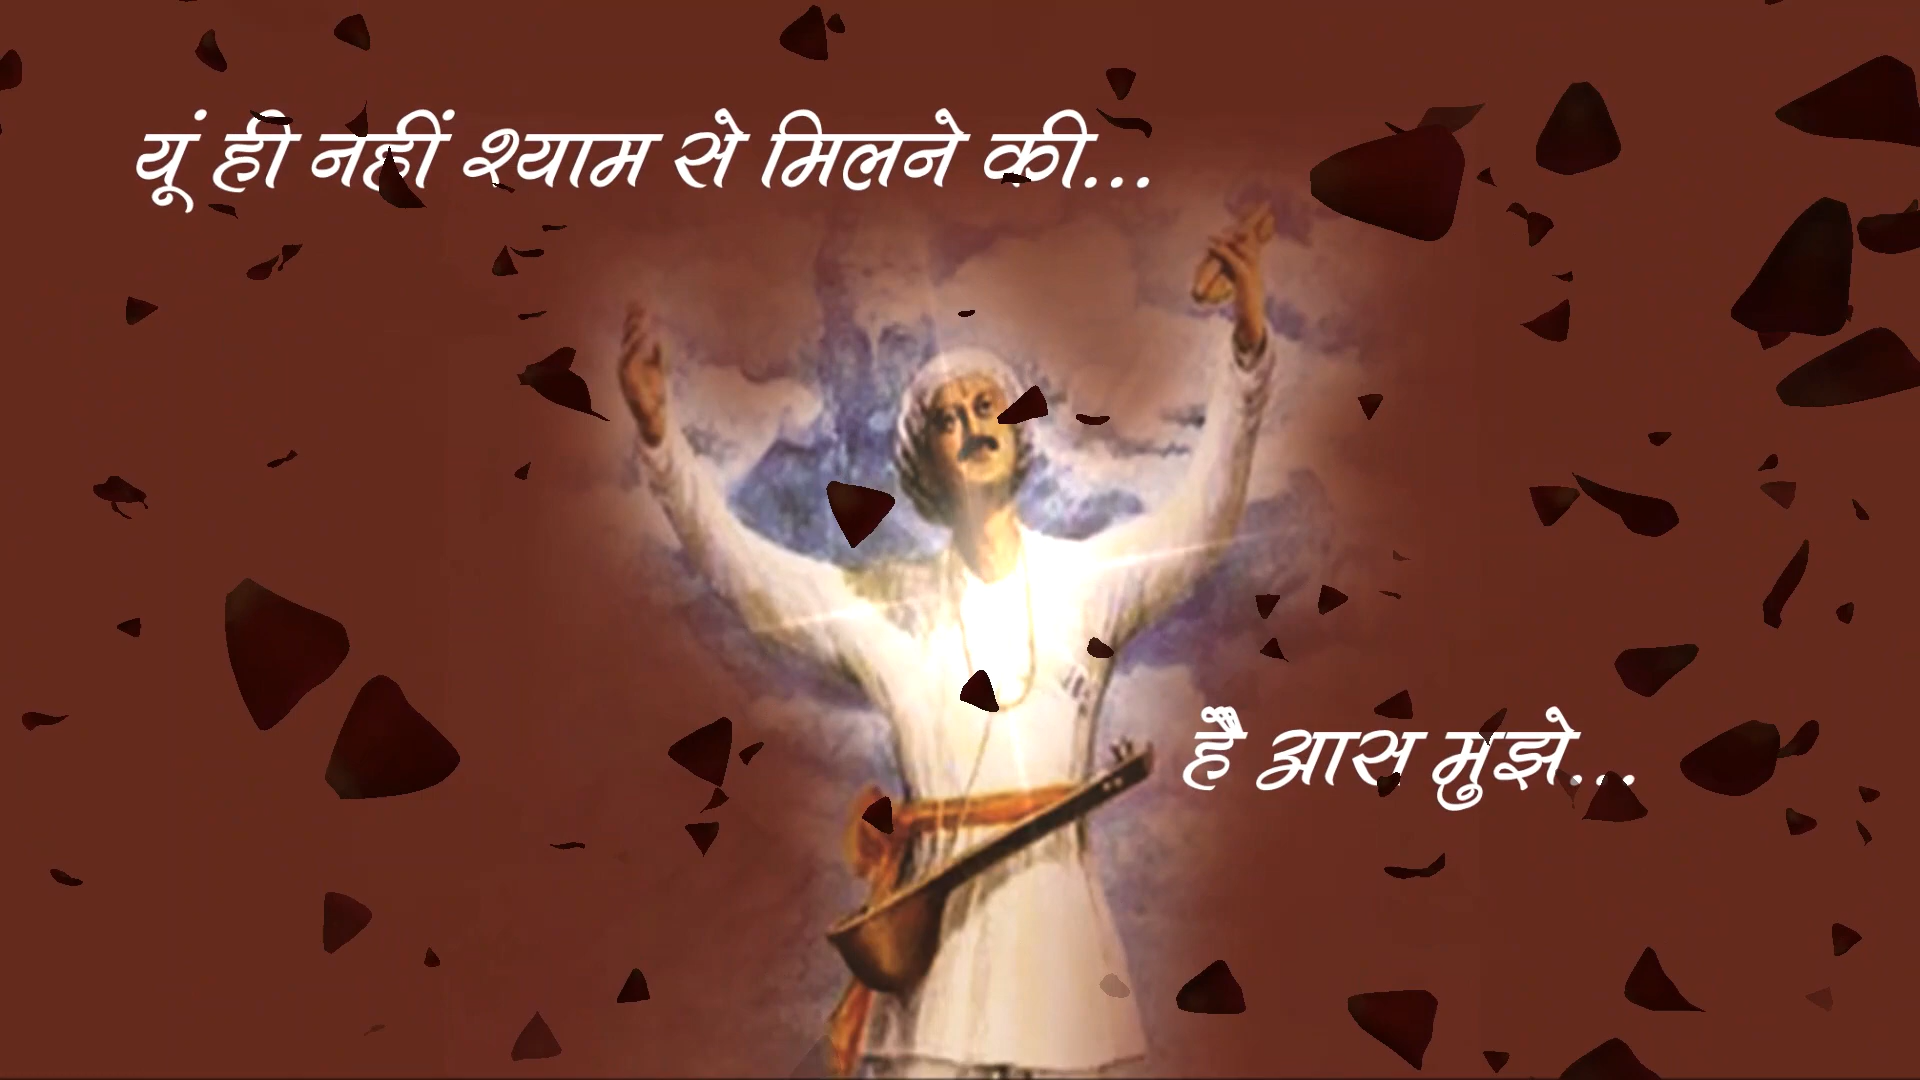 यूं ही नहीं श्याम से मिलने की...
है आस मुझे...